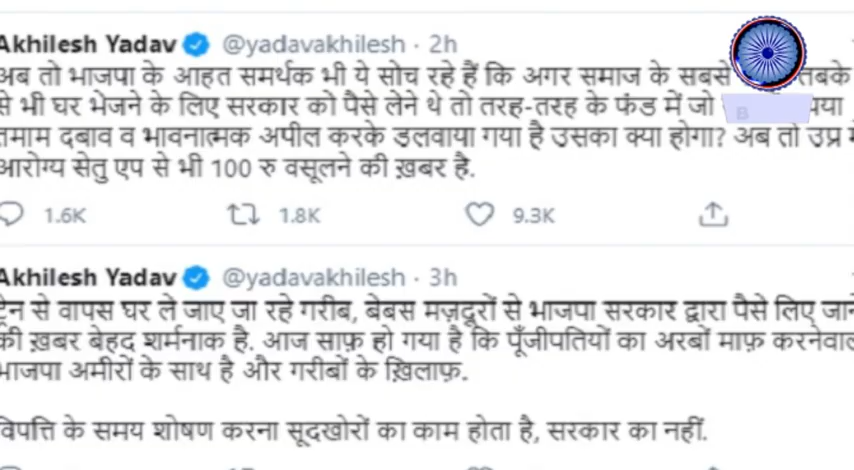 Akhilesh Yadav @yadavakhilesh · 2h
अब तो भाजपा के आहत समर्थक भी ये सोच रहे हैं कि अगर समाज के सबसे तबके
से भी घर भेजने के लिए सरकार को पैसे लेने थे तो तरह-तरह के फंड में जो
तमाम दबाव व भावनात्मक अपील करके डलवाया गया है उसका क्या होगा? अब तो उप्र में
आरोग्य सेतु एप से भी 100 रु वसूलने की ख़बर है.
1.6K 1.8K 9.3K
Akhilesh Yadav @yadavakhilesh · 3h
ट्रेन से वापस घर ले जाए जा रहे गरीब, बेबस मज़दूरों से भाजपा सरकार द्वारा पैसे लिए जाने
की ख़बर बेहद शर्मनाक है. आज साफ़ हो गया है कि पूँजीपतियों का अरबों माफ़ करनेवाली
भाजपा अमीरों के साथ है और गरीबों के ख़िलाफ़.
विपत्ति के समय शोषण करना सूदखोरों का काम होता है, सरकार का नहीं.